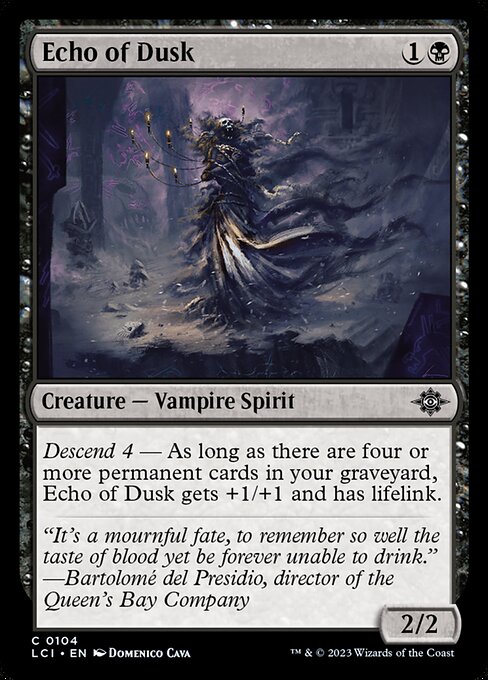 Echo of Dusk 1
Creature — Vampire Spirit
Descend 4 — As long as there are four or
more permanent cards in your graveyard,
Echo of Dusk gets +1/+1 and has lifelink.
“It’s a mournful fate, to remember so well the
taste of blood yet be forever unable to drink.”
—Bartolomé del Presidio, director of the
Queen’s Bay Company
2/2
C 0104
LCI • EN Domenico Cava ™ & © 2023 Wizards of the Coast